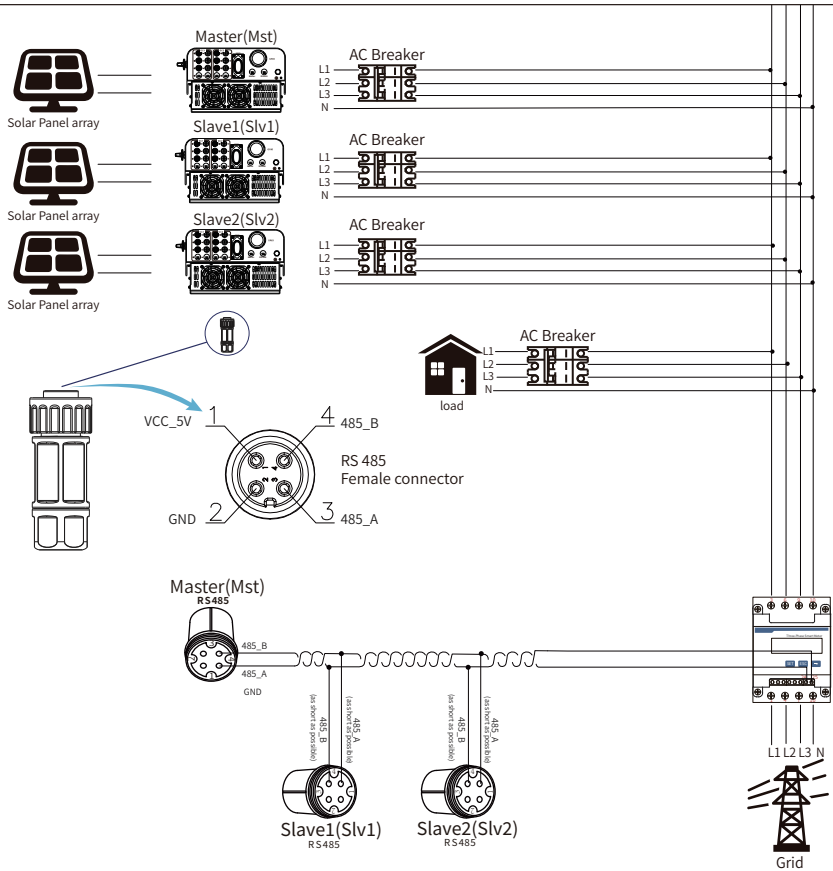 Master(Mst)
Solar Panel array
AC Breaker
L1
L2
L3
N
Slave1(Slv1)
Solar Panel array
AC Breaker
L1
L2
L3
N
Slave2(Slv2)
Solar Panel array
AC Breaker
L1
L2
L3
N
AC Breaker
L1
L2
L3
N
load
VCC_5V
1
4
485_B
1
4
2
3
RS 485
Female connector
GND
2
3
485_A
Master(Mst)
RS485
485_B
485_A
GND
485_B
(as short as possible)
485_A
(as short as possible)
485_B
(as short as possible)
485_A
(as short as possible)
Slave1(Slv1)
RS485
Slave2(Slv2)
RS485
L1 L2 L3 N
Grid